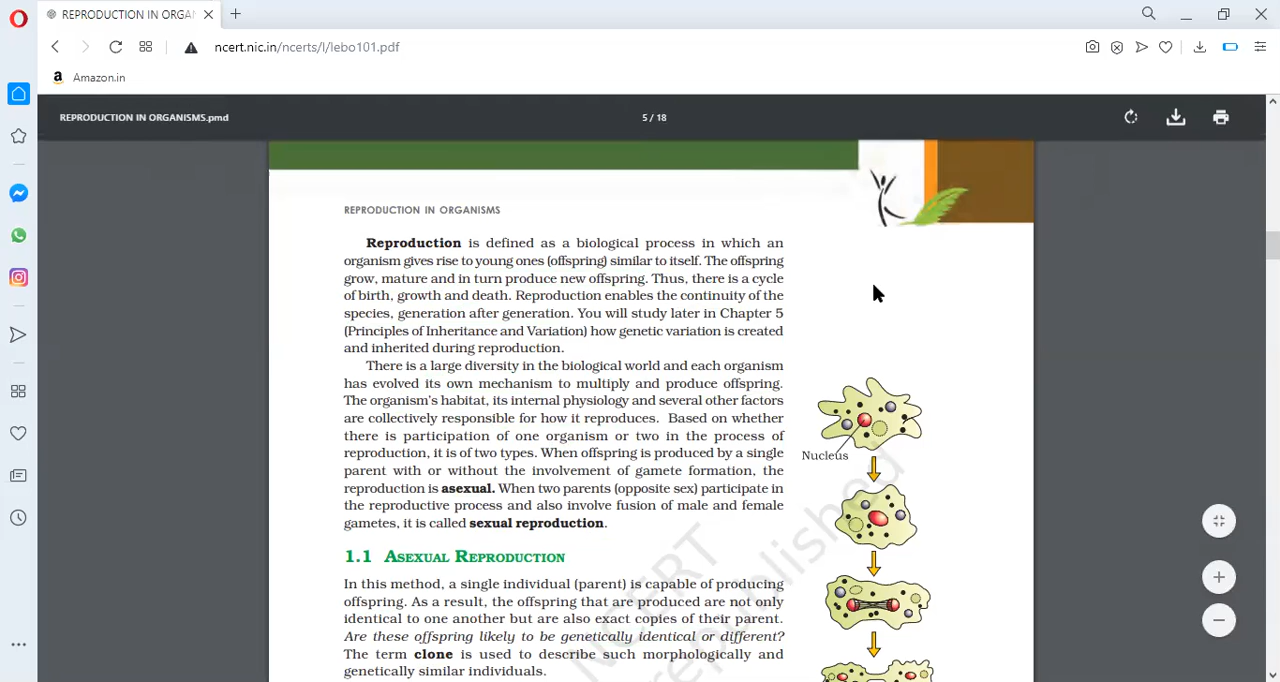 REPRODUCTION IN ORGAN
ncert.nic.in/ncerts/l/lebo101.pdf
a Amazon.in
REPRODUCTION IN ORGANISMS.pmd
5 / 18
REPRODUCTION IN ORGANISMS
Reproduction is defined as a biological process in which an
organism gives rise to young ones (offspring) similar to itself. The offspring
grow, mature and in turn produce new offspring. Thus, there is a cycle
of birth, growth and death. Reproduction enables the continuity of the
species, generation after generation. You will study later in Chapter 5
(Principles of Inheritance and Variation) how genetic variation is created
and inherited during reproduction.
There is a large diversity in the biological world and each organism
has evolved its own mechanism to multiply and produce offspring.
The organism's habitat, its internal physiology and several other factors
are collectively responsible for how it reproduces. Based on whether
there is participation of one organism or two in the process of
reproduction, it is of two types. When offspring is produced by a single
parent with or without the involvement of gamete formation, the
reproduction is asexual. When two parents (opposite sex) participate in
the reproductive process and also involve fusion of male and female
gametes, it is called sexual reproduction.
Nucleus
1.1 ASEXUAL REPRODUCTION
In this method, a single individual (parent) is capable of producing
offspring. As a result, the offspring that are produced are not only
identical to one another but are also exact copies of their parent.
Are these offspring likely to be genetically identical or different?
The term clone is used to describe such morphologically and
genetically similar individuals.
NCERT
republished